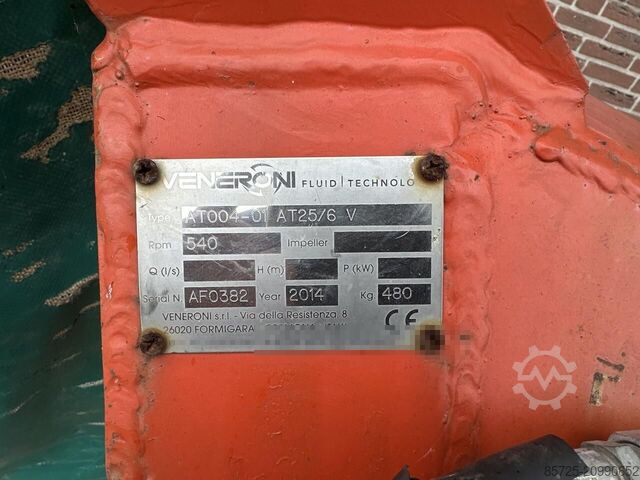 VENERONI FLUID | TECHNOLO
Type AT004-01 AT25/6 V
Rpm 540 Impeller
Q (l/s) H (m) P (kW)
Serial N. AF0382 Year 2014 Kg. 480
VENERONI s.r.l. - Via della Resistenza, 8
26020 FORMIGARA
CE
85725-20990652